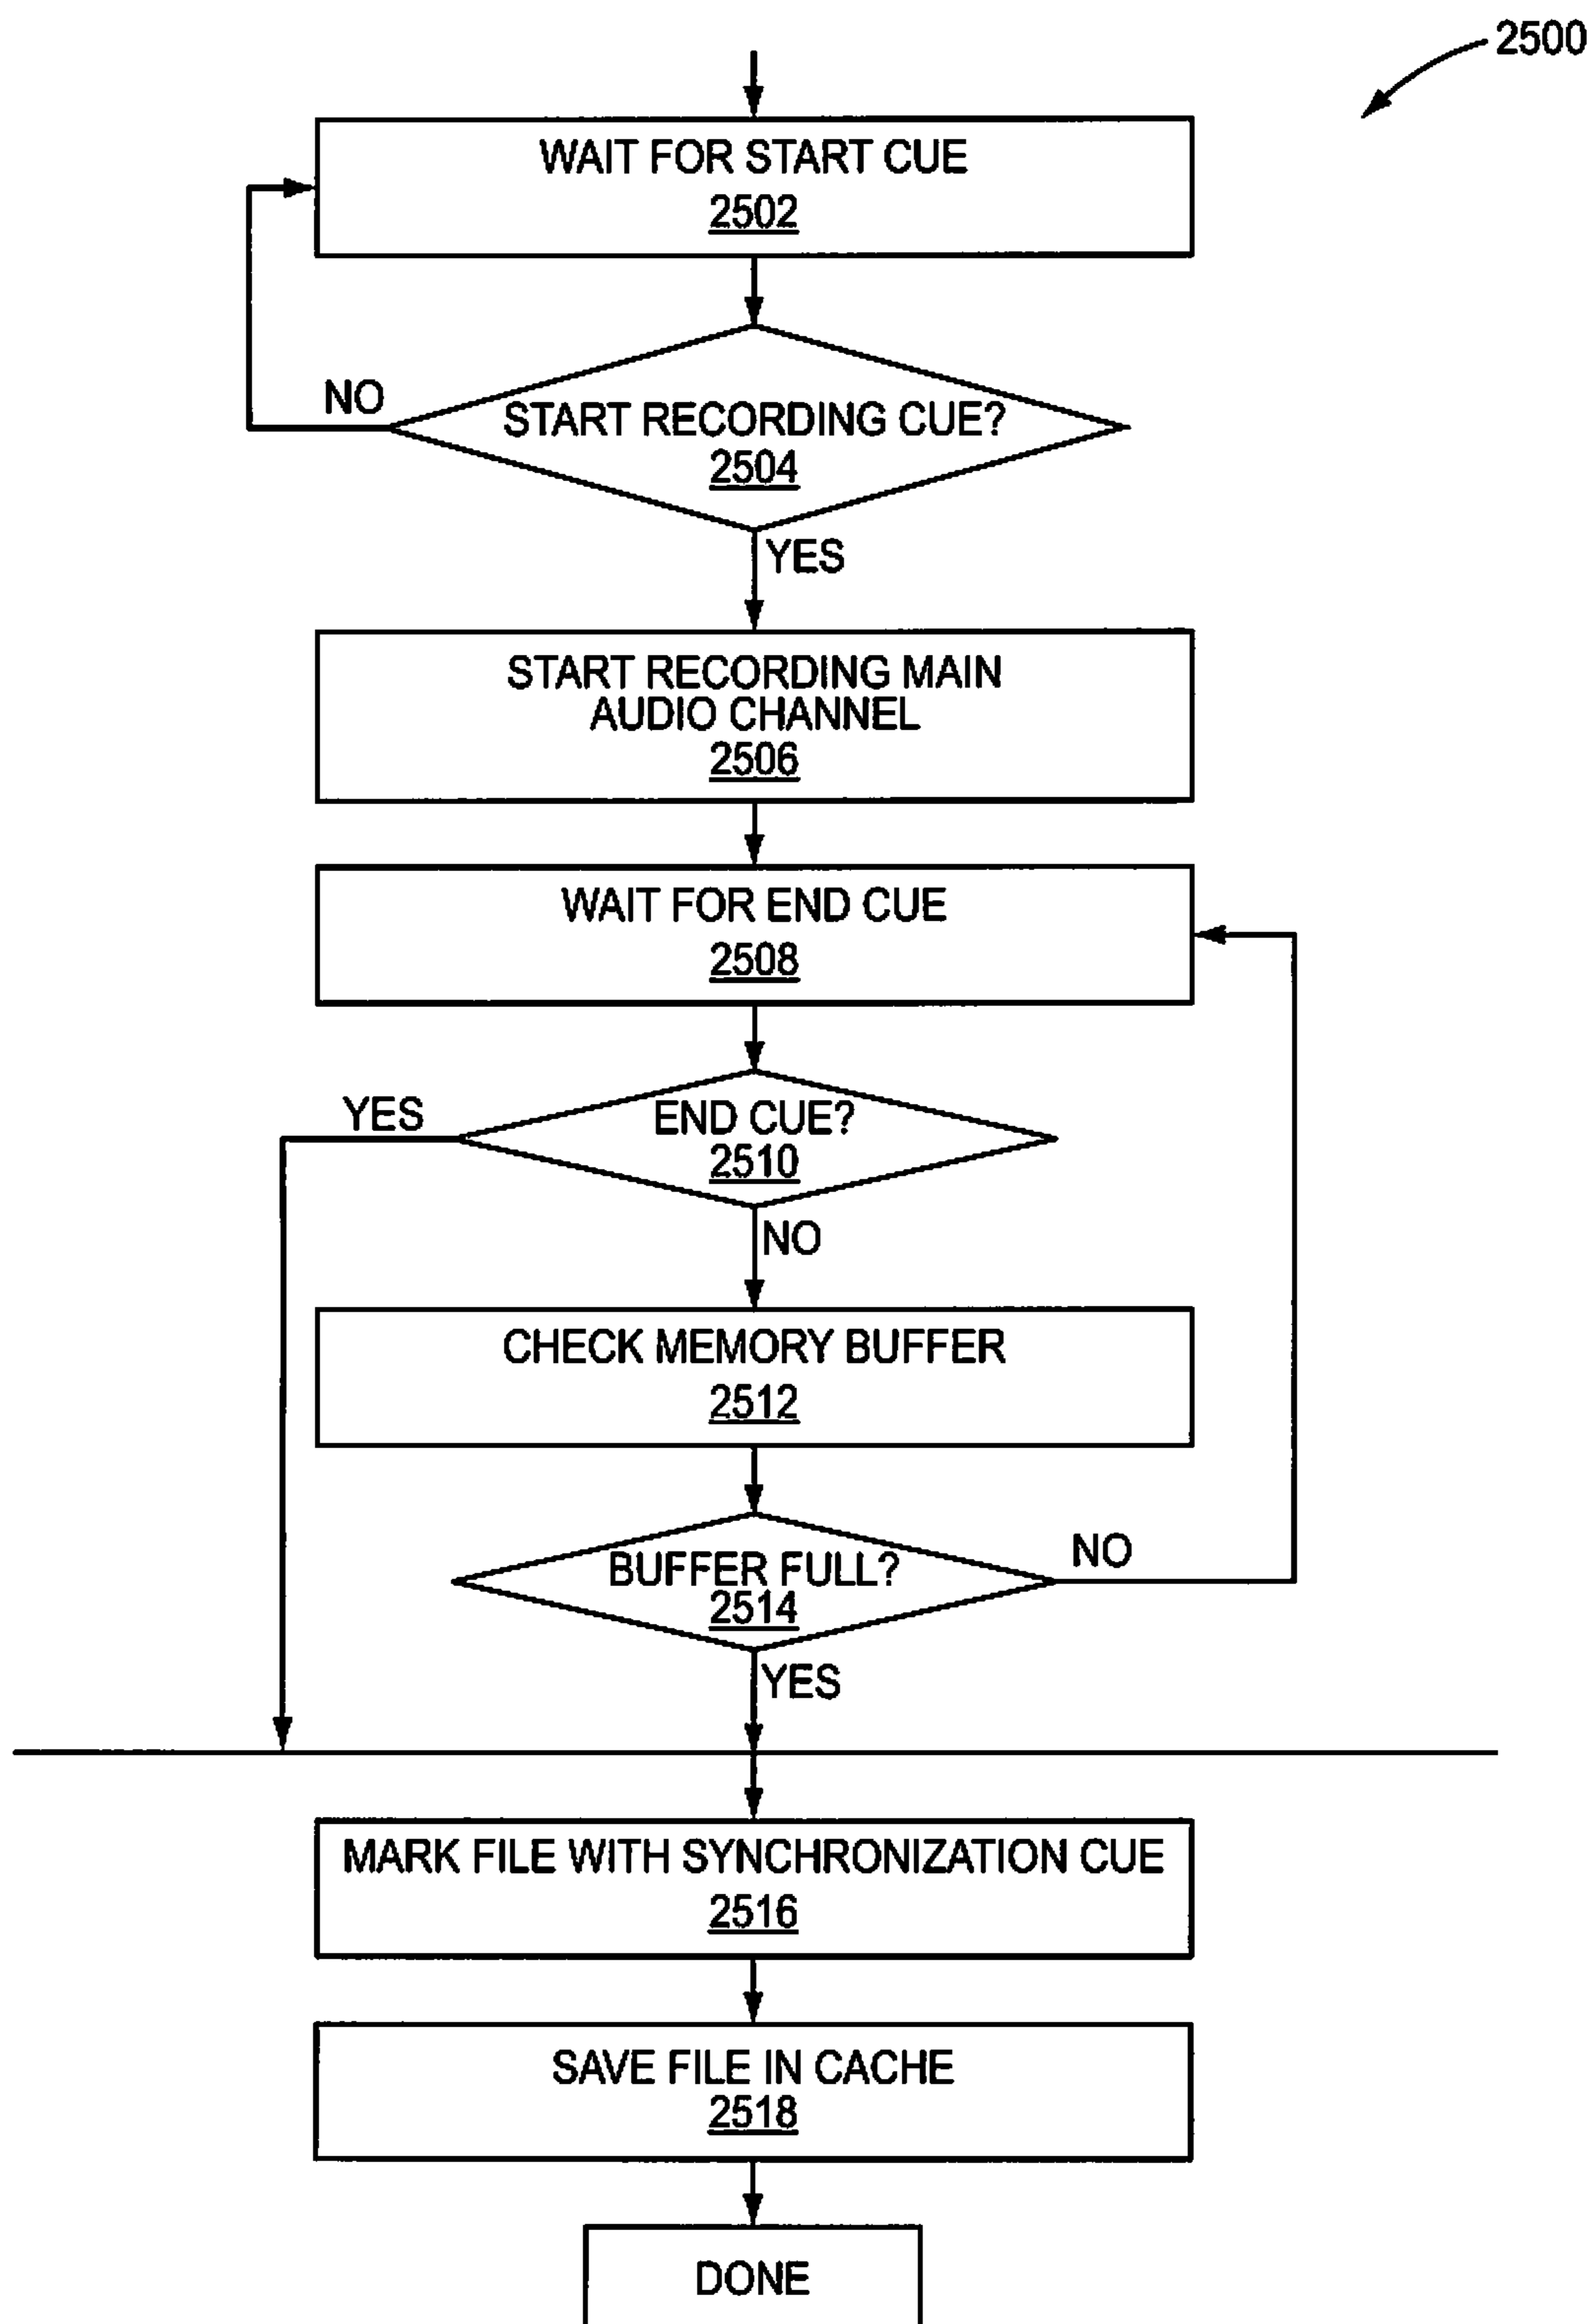 2500
WAIT FOR START CUE
2502
NO
START RECORDING CUE?
2504
YES
START RECORDING MAIN
AUDIO CHANNEL
2506
WAIT FOR END CUE
2508
YES
END CUE?
2510
NO
CHECK MEMORY BUFFER
2512
BUFFER FULL?
NO
2514
YES
MARK FILE WITH SYNCHRONIZATION CUE
2516
SAVE FILE IN CACHE
2518
DONE